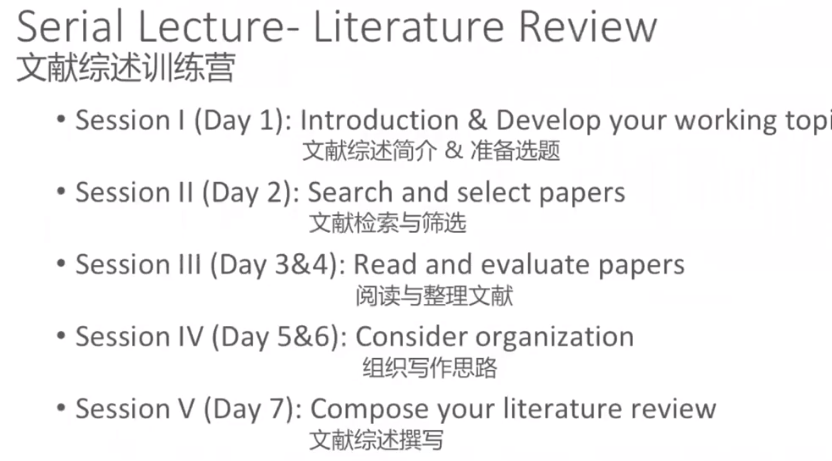 Serial Lecture- Literature Review
文献综述训练营
• Session I (Day 1): Introduction & Develop your working topi
文献综述简介 & 准备选题
• Session II (Day 2): Search and select papers
文献检索与筛选
• Session III (Day 3&4): Read and evaluate papers
阅读与整理文献
• Session IV (Day 5&6): Consider organization
组织写作思路
• Session V (Day 7): Compose your literature review
文献综述撰写